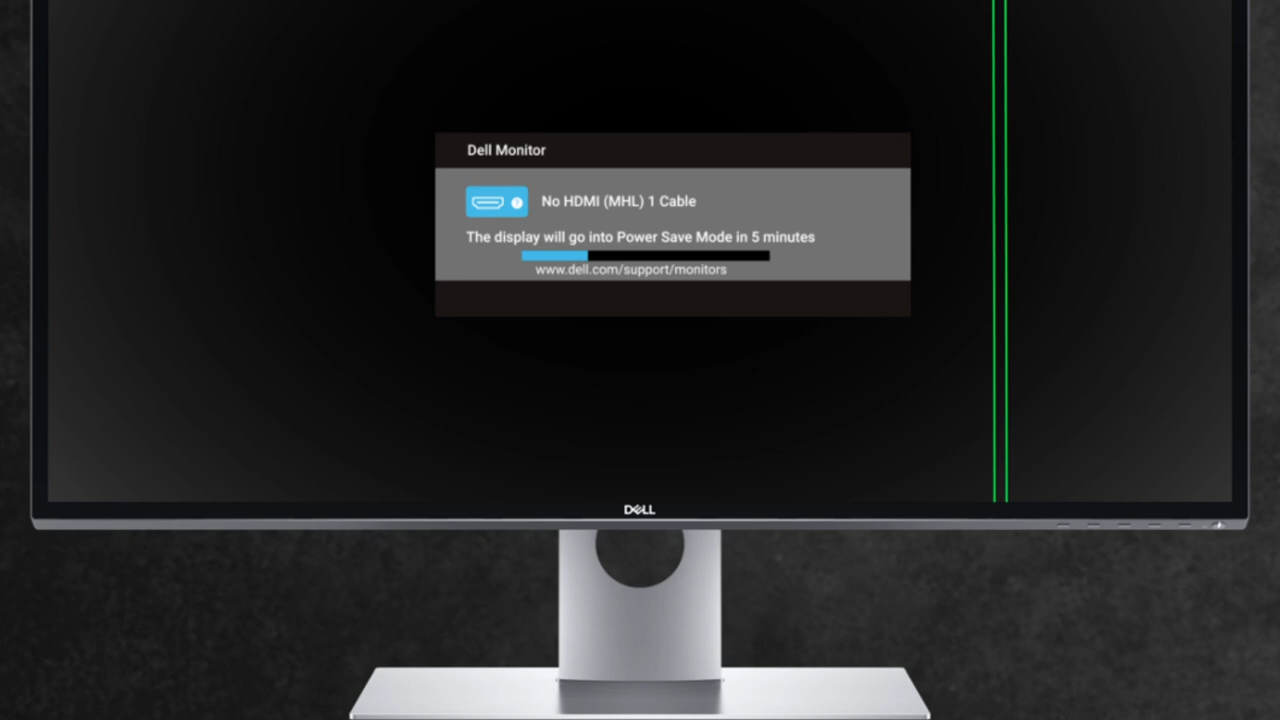 Dell Monitor
No HDMI (MHL) 1 Cable
The display will go into Power Save Mode in 5 minutes
www.dell.com/support/monitors
DELL